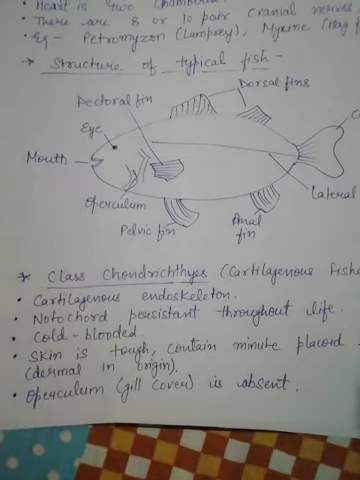 • Heart is two chambered
• There are 8 or 10 pair cranial nerves.
• Eg - Petromyzon (Lamprey), Myxine (Hag
* Structure of typical fish -
Dorsal fins
Pectoral fin
Eye
Mouth
Lateral
Operculum
Pelvic fin
Anal
fin
* Class Chondrichthyes (Cartilagenous Fishe
• Cartilagenous endoskeleton.
• Notochord persistant throughout life.
• Cold-blooded.
• Skin is tough, contain minute placoid
(dermal in origin).
• Operculum (gill cover) is absent.